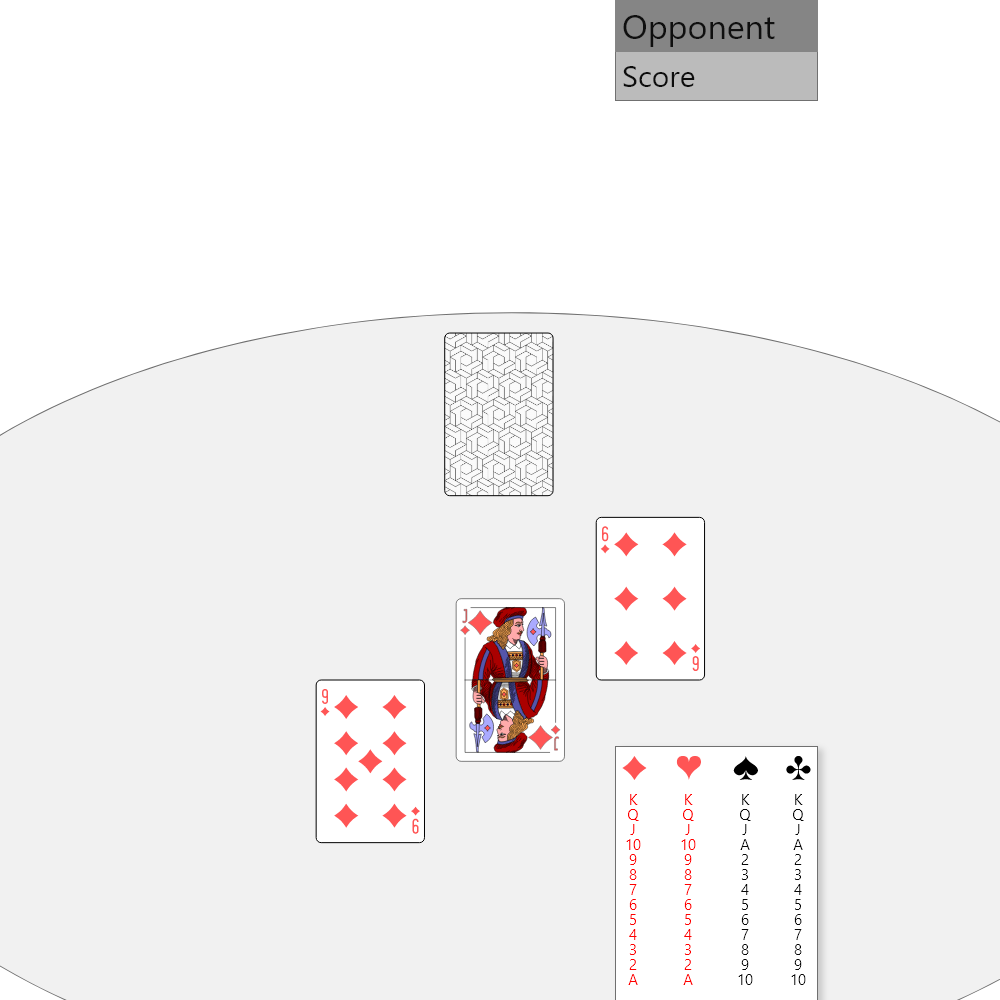 Opponent
Score
6
6
J
J
9
9
K K K K
Q Q Q Q
J J J J
10 10 A A
9 9 2 2
8 8 3 3
7 7 4 4
6 6 5 5
5 5 6 6
4 4 7 7
3 3 8 8
2 2 9 9
A A 10 10